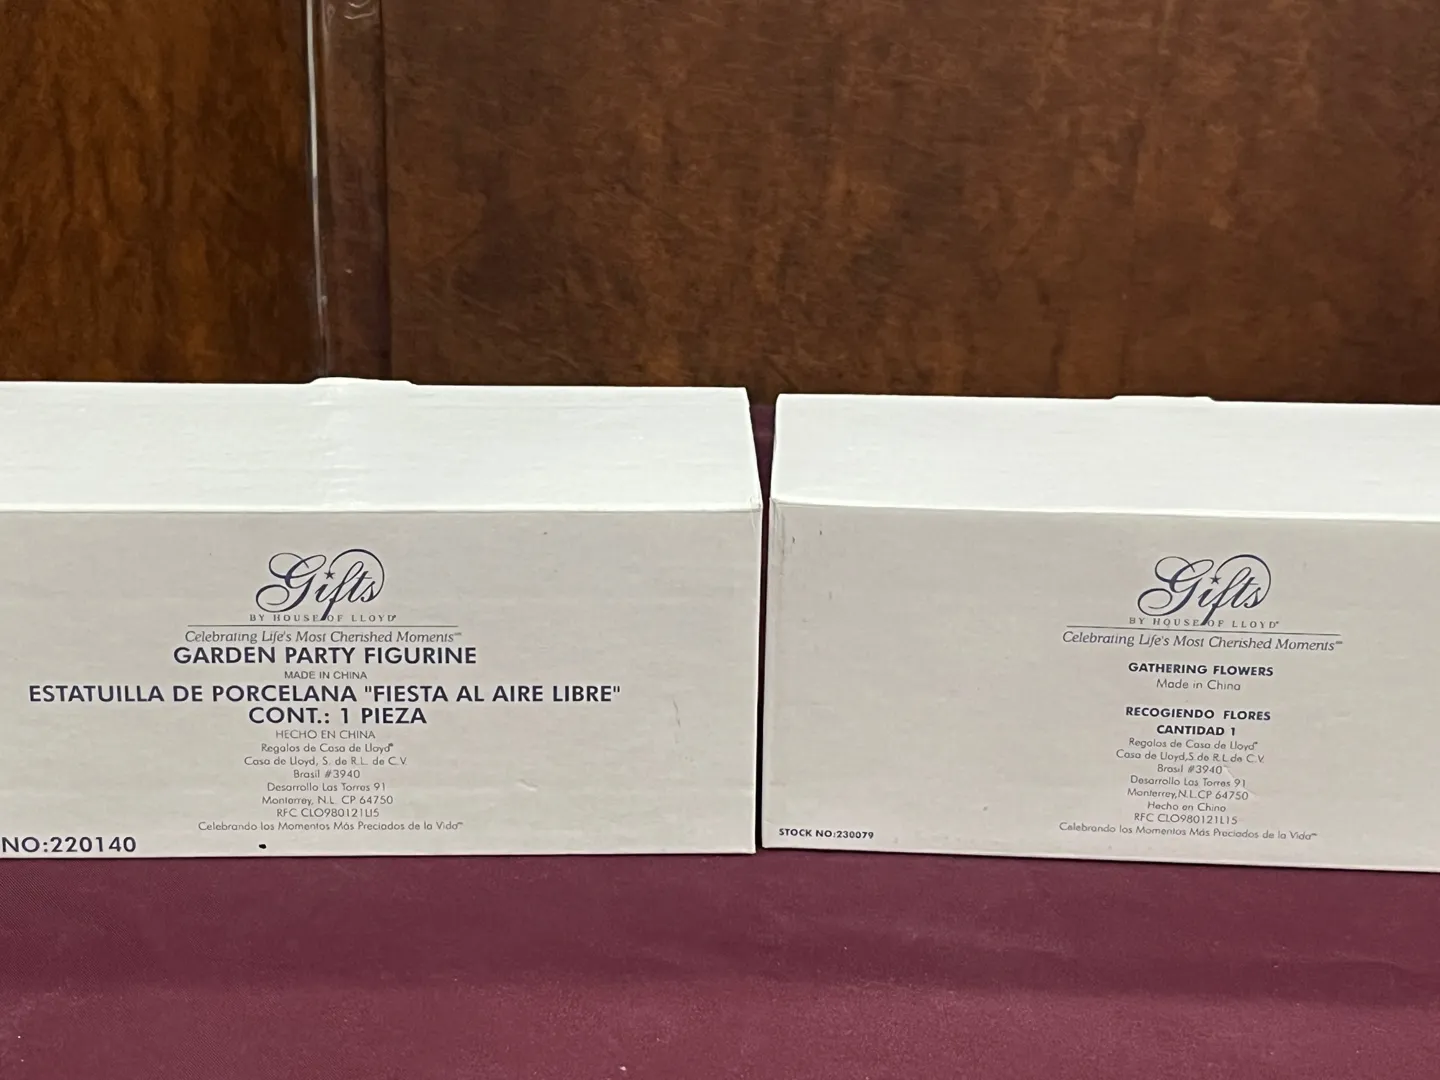 Gifts
BY HOUSE OF LLOYD®
Celebrating Life's Most Cherished Moments℠
GARDEN PARTY FIGURINE
MADE IN CHINA
ESTATUILLA DE PORCELANA "FIESTA AL AIRE LIBRE"
CONT.: 1 PIEZA
HECHO EN CHINA
Regalos de Casa de Lloyd®
Casa de Lloyd, S. de R.L. de C.V.
Brasil #3940
Desarrollo Las Torres 91
Monterrey, N.L. CP 64750
RFC CLO980121LI5
Celebrando los Momentos Más Preciados de la Vida℠
NO:220140
Gifts
BY HOUSE OF LLOYD®
Celebrating Life's Most Cherished Moments℠
GATHERING FLOWERS
Made in China
RECOGIENDO FLORES
CANTIDAD 1
Regalos de Casa de Lloyd®
Casa de Lloyd,S.de R.L.de C.V.
Brasil #3940
Desarrollo Las Torres 91
Monterrey,N.L.CP 64750
Hecho en China
RFC CLO980121L15
Celebrando los Momentos Más Preciados de la Vida℠
STOCK NO:230079